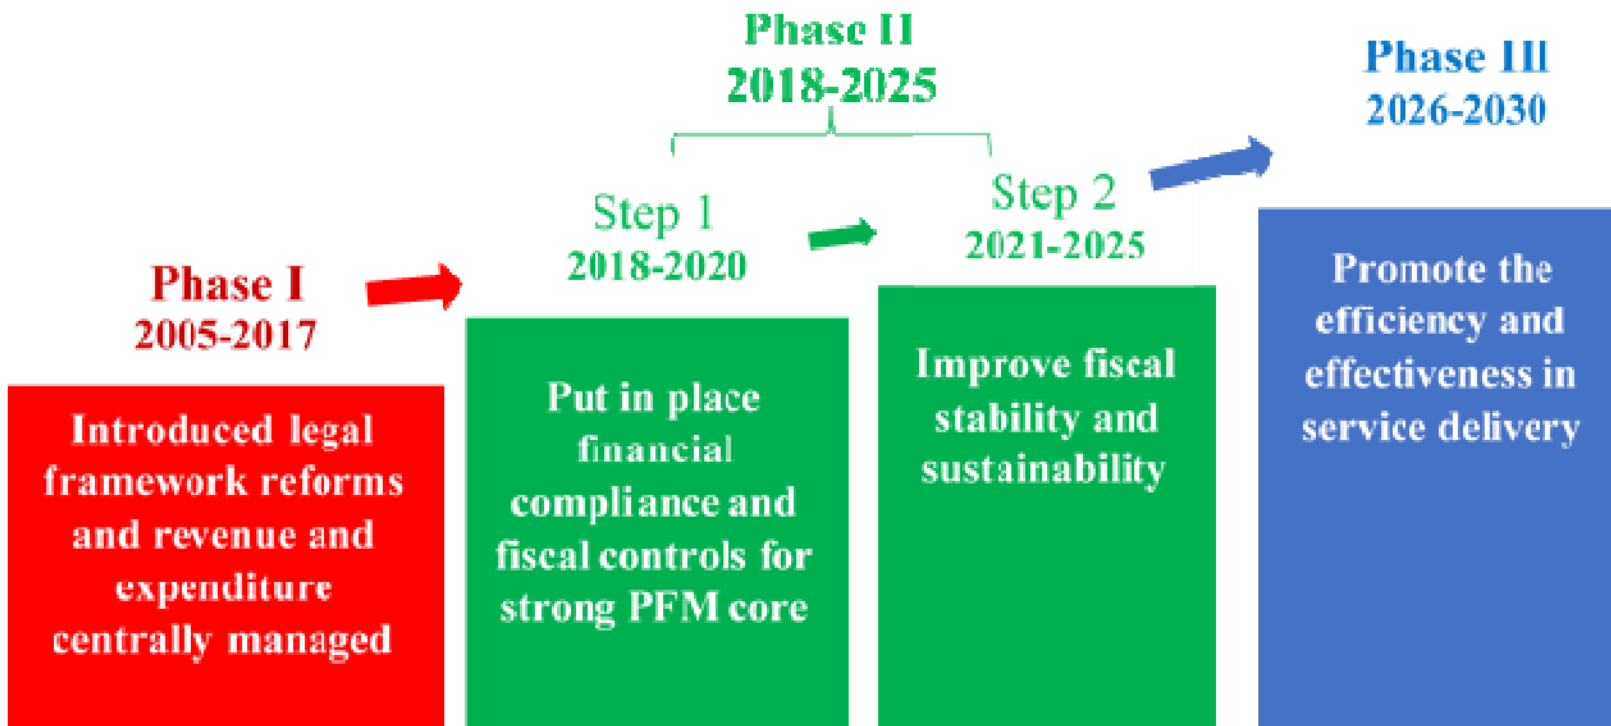 Phase II
2018-2025
Phase III
2026-2030
Step 1
2018-2020
Step 2
2021-2025
Phase I
2005-2017
Introduced legal
framework reforms
and revenue and
expenditure
centrally managed
Put in place
financial
compliance and
fiscal controls for
strong PFM core
Improve fiscal
stability and
sustainability
Promote the
efficiency and
effectiveness in
service delivery